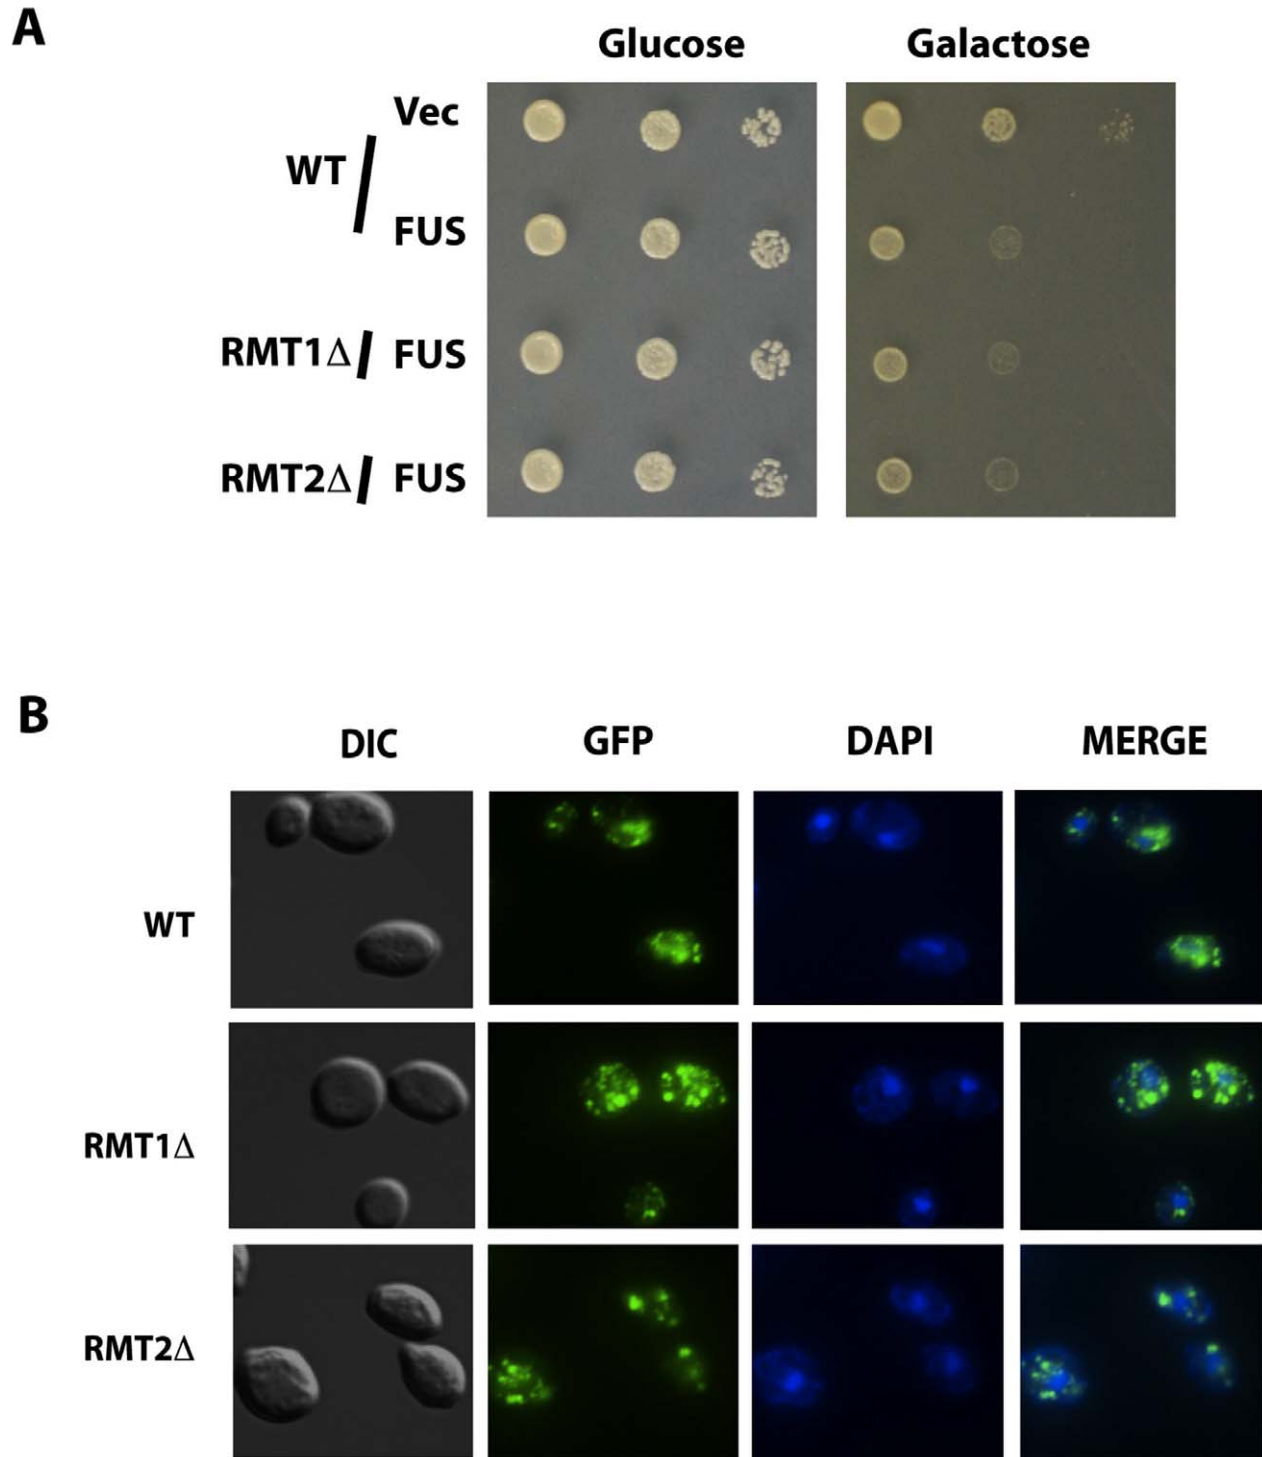 A
Glucose Galactose
Vec
WT
FUS
RMT1Δ FUS
RMT2Δ FUS
B
DIC GFP DAPI MERGE
WT
RMT1Δ
RMT2Δ